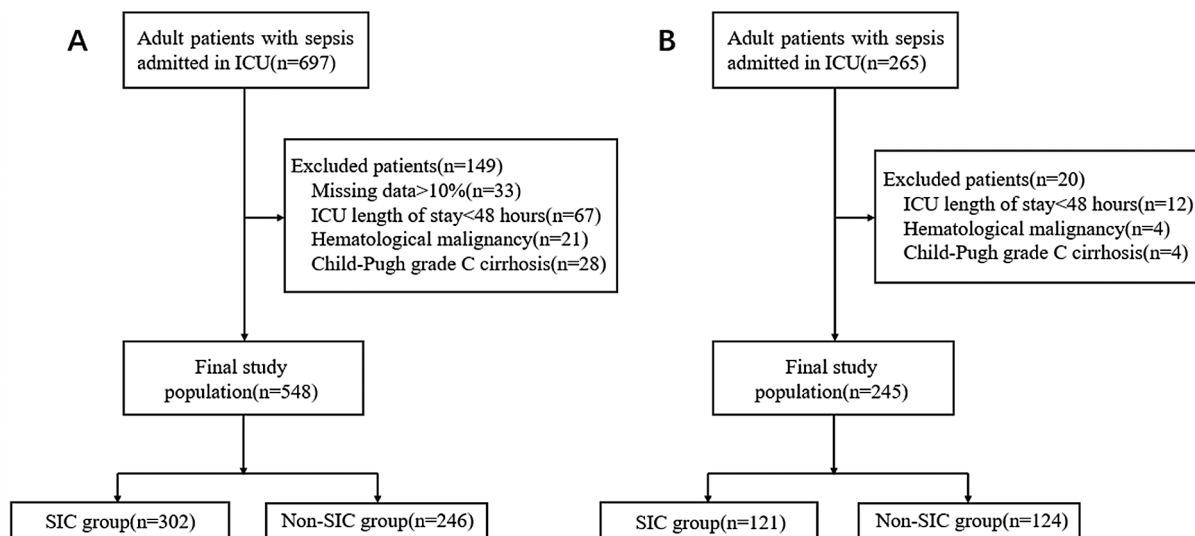 A
Adult patients with sepsis
admitted in ICU(n=697)
Excluded patients(n=149)
Missing data>10%(n=33)
ICU length of stay<48 hours(n=67)
Hematological malignancy(n=21)
Child-Pugh grade C cirrhosis(n=28)
Final study
population(n=548)
SIC group(n=302)
Non-SIC group(n=246)
B
Adult patients with sepsis
admitted in ICU(n=265)
Excluded patients(n=20)
ICU length of stay<48 hours(n=12)
Hematological malignancy(n=4)
Child-Pugh grade C cirrhosis(n=4)
Final study
population(n=245)
SIC group(n=121)
Non-SIC group(n=124)